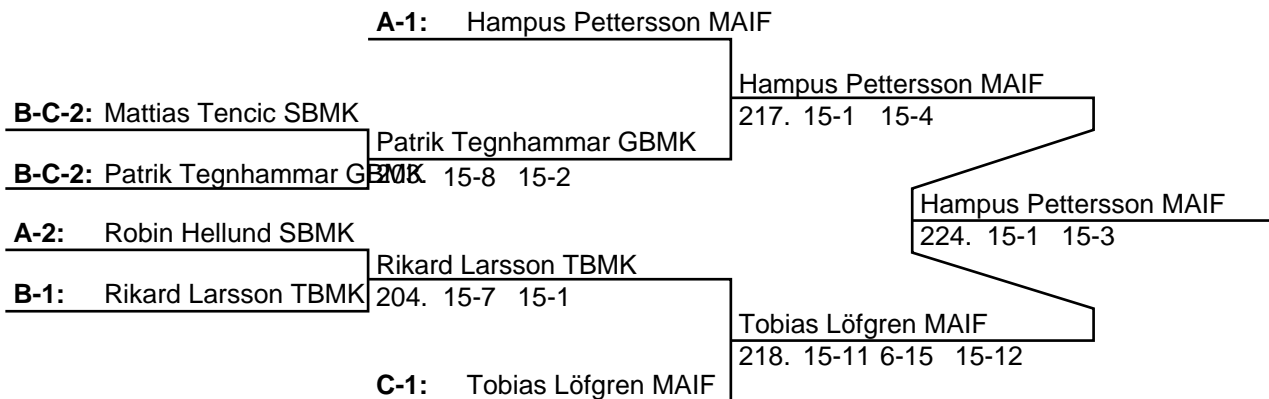 A-1: Hampus Pettersson MAIF
Hampus Pettersson MAIF
B-C-2: Mattias Tencic SBMK
217. 15-1 15-4
Patrik Tegnhammar GBMK
B-C-2: Patrik Tegnhammar GBMK
203. 15-8 15-2
Hampus Pettersson MAIF
A-2: Robin Hellund SBMK
224. 15-1 15-3
Rikard Larsson TBMK
B-1: Rikard Larsson TBMK
204. 15-7 15-1
Tobias Löfgren MAIF
218. 15-11 6-15 15-12
C-1: Tobias Löfgren MAIF